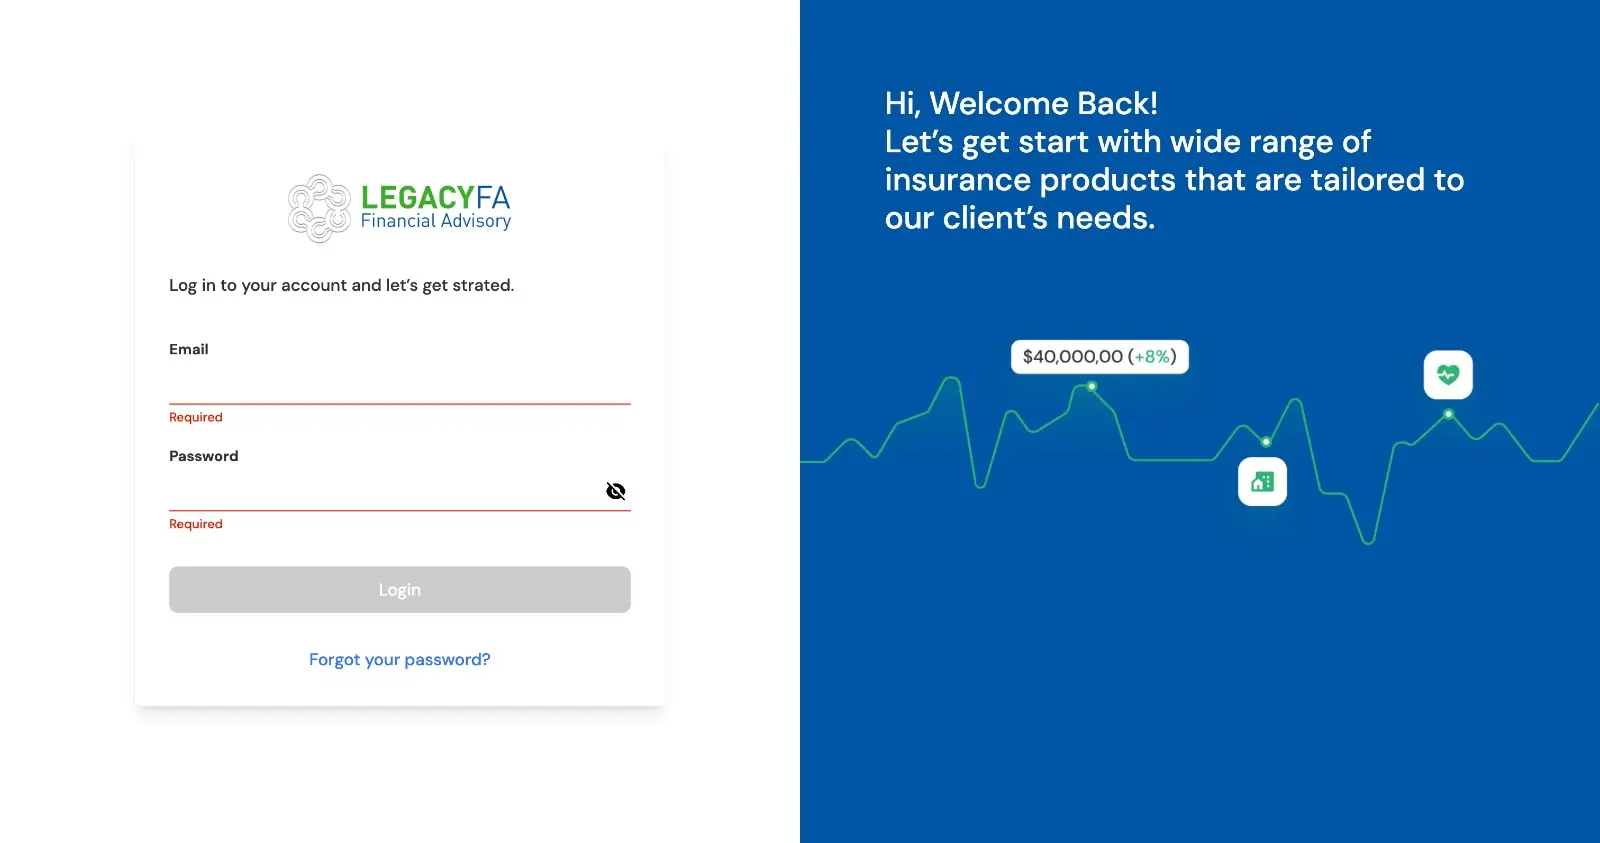 LEGACYFA
Financial Advisory
Log in to your account and let’s get strated.
Email
Required
Password
Required
Login
Forgot your password?
Hi, Welcome Back!
Let’s get start with wide range of
insurance products that are tailored to
our client’s needs.
$40,000,00 (+8%)